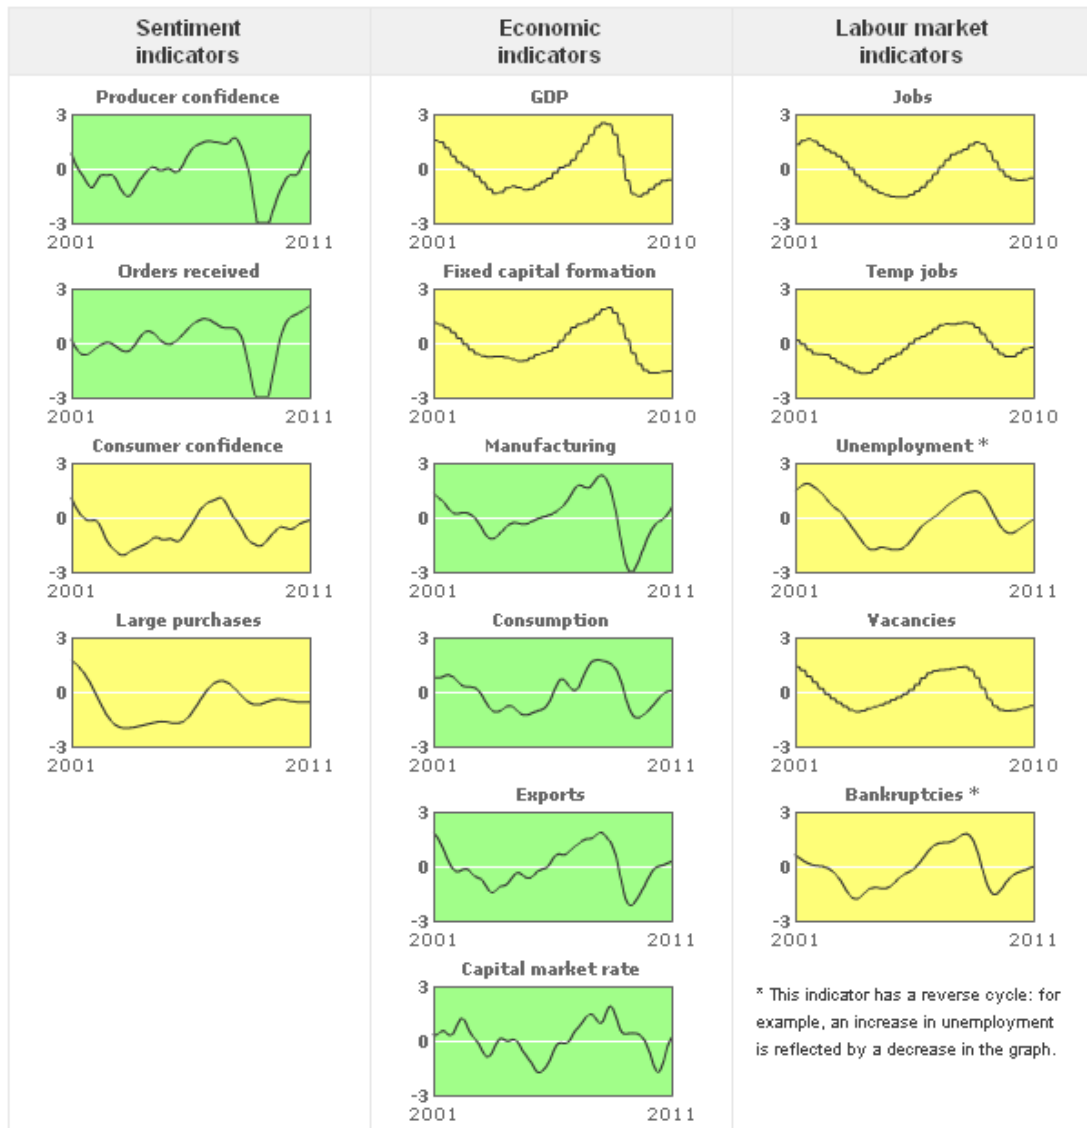 Sentiment
indicators
Economic
indicators
Labour market
indicators
Producer confidence
3
0
-3
2001 2011
Orders received
3
0
-3
2001 2011
Consumer confidence
3
0
-3
2001 2011
Large purchases
3
0
-3
2001 2011
GDP
3
0
-3
2001 2010
Fixed capital formation
3
0
-3
2001 2010
Manufacturing
3
0
-3
2001 2011
Consumption
3
0
-3
2001 2011
Exports
3
0
-3
2001 2011
Capital market rate
3
0
-3
2001 2011
Jobs
3
0
-3
2001 2010
Temp jobs
3
0
-3
2001 2010
Unemployment *
3
0
-3
2001 2011
Vacancies
3
0
-3
2001 2010
Bankruptcies *
3
0
-3
2001 2011
* This indicator has a reverse cycle: for
example, an increase in unemployment
is reflected by a decrease in the graph.